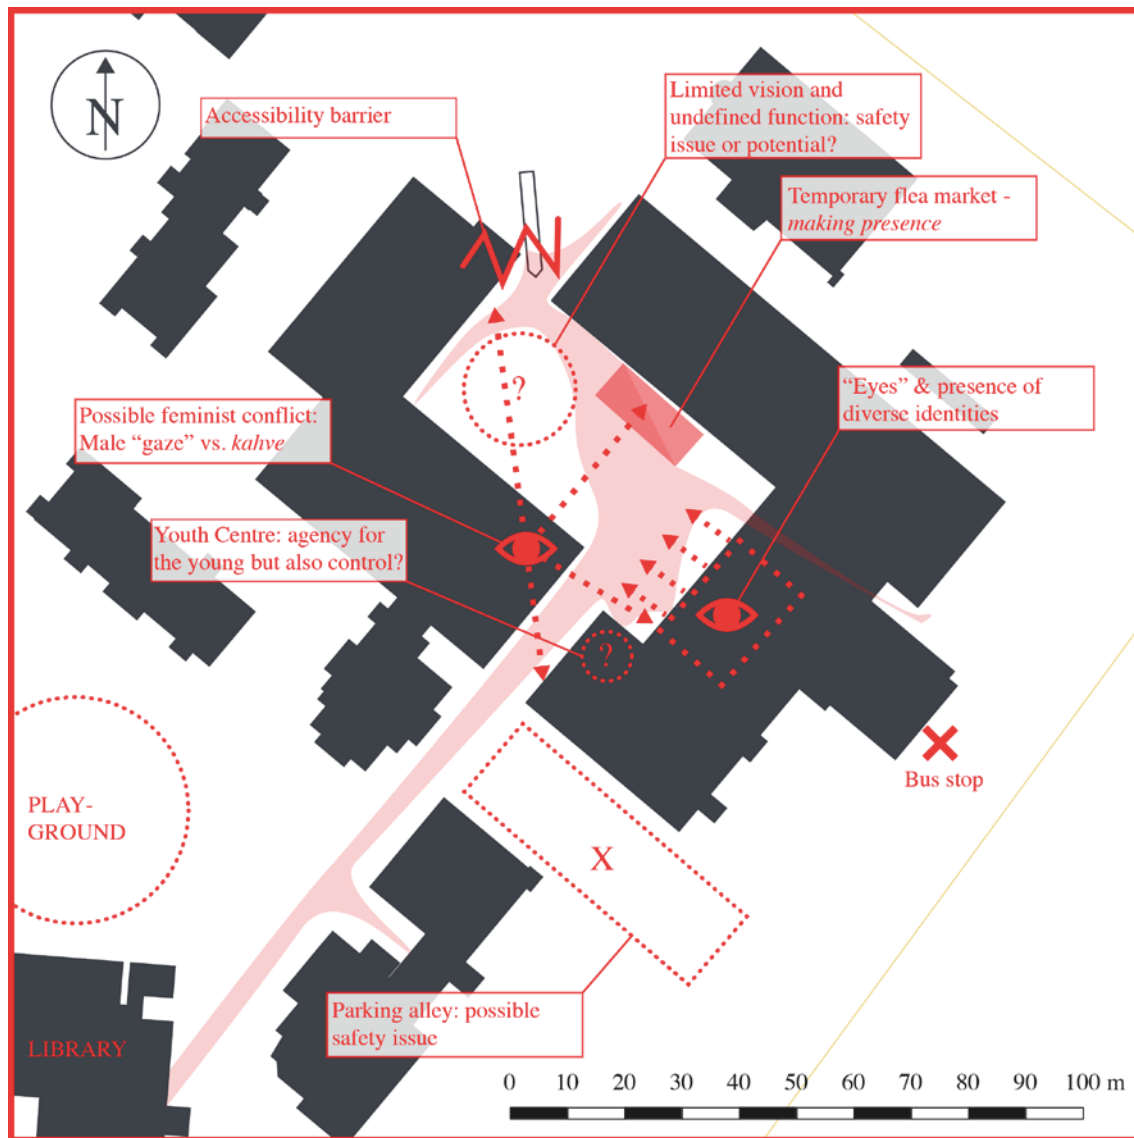 N
Accessibility barrier
Limited vision and
undefined function: safety
issue or potential?
Temporary flea market -
making presence
?
“Eyes” & presence of
diverse identities
Possible feminist conflict:
Male “gaze” vs. kahve
Youth Centre: agency for
the young but also control?
?
Bus stop
PLAY-
GROUND
X
Parking alley: possible
safety issue
LIBRARY
0 10 20 30 40 50 60 70 80 90 100 m